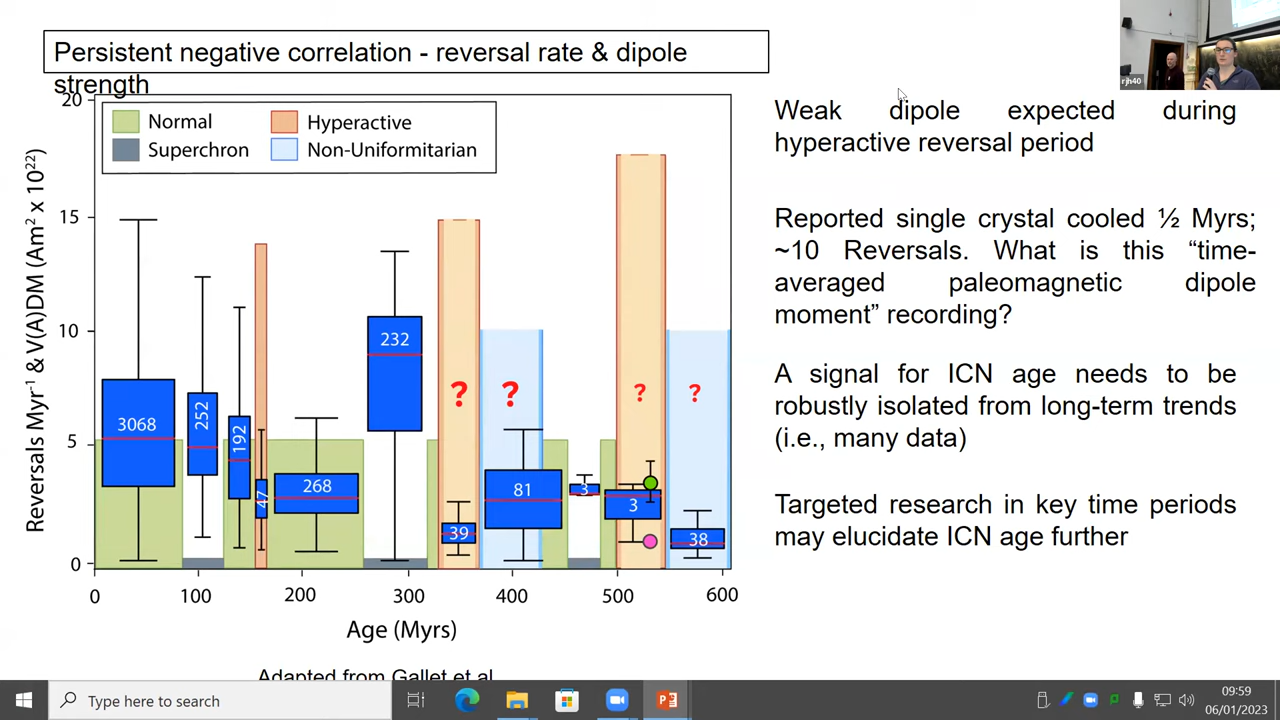 Persistent negative correlation - reversal rate & dipole
strength
rjh40
Normal
Hyperactive
Superchron
Non-Uniformitarian
Reversals Myr-1 & V(A)DM (Am2 x 1022)
20
15
10
5
0
3068
252
192
47
268
232
39
?
81
?
3
3
?
38
?
0
100
200
300
400
500
600
Age (Myrs)
Adapted from Gallet et al
Weak dipole expected during
hyperactive reversal period
Reported single crystal cooled ½ Myrs;
~10 Reversals. What is this “time-
averaged paleomagnetic dipole
moment” recording?
A signal for ICN age needs to be
robustly isolated from long-term trends
(i.e., many data)
Targeted research in key time periods
may elucidate ICN age further
Type here to search
09:59
06/01/2023